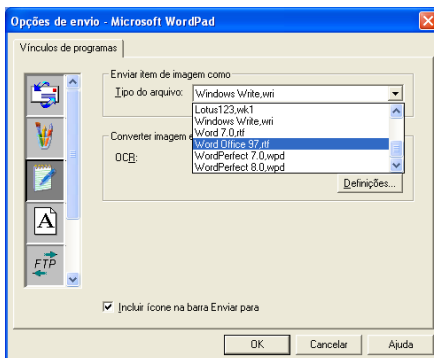 Opções de envio - Microsoft WordPad
Vínculos de programas
Enviar item de imagem como
Tipo do arquivo: Windows Write,wri
Lotus123,wk1
Windows Write,wri
Word 7.0,rtf
Converter imagem e
Word Office 97,rtf
OCR:
WordPerfect 7.0,wpd
WordPerfect 8.0,wpd
Definições...
A
FTP
Incluir ícone na barra Enviar para
OK Cancelar Ajuda